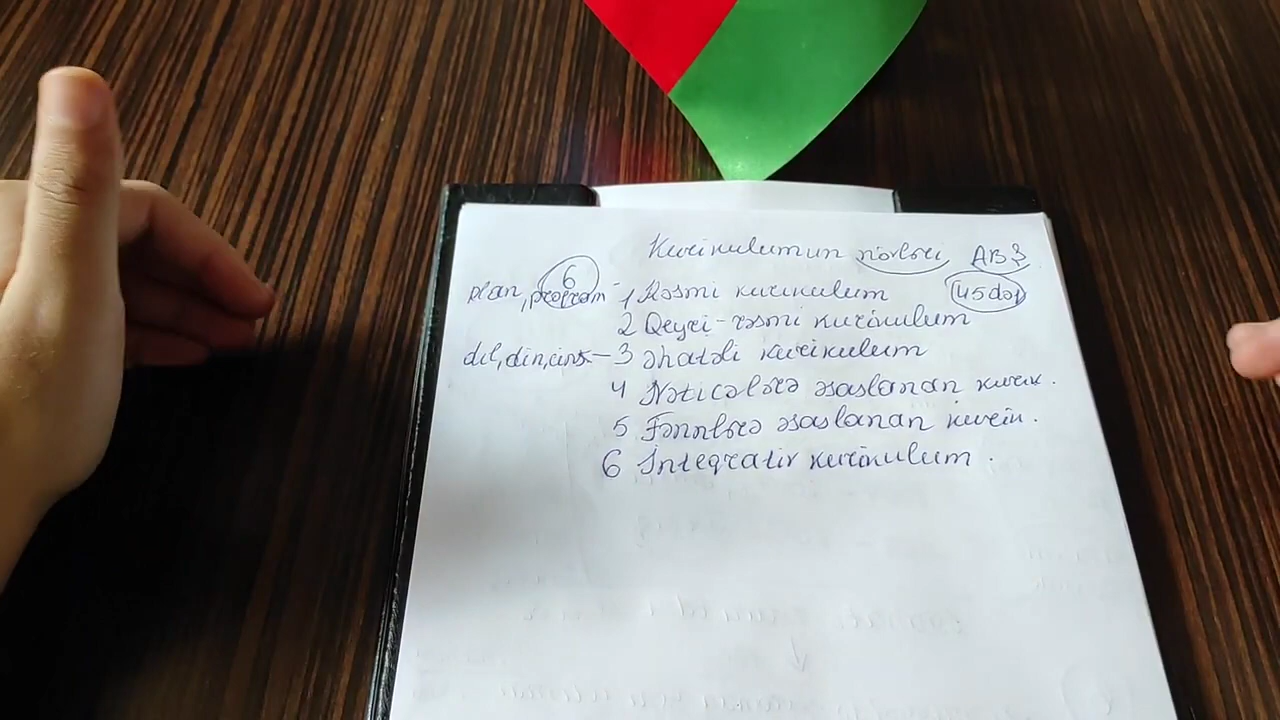 Kurikulumun növləri ABŞ
6
plan, proqram - 1 Rəsmi kurikulum 45 dəq
2 Qeyri-rəsmi kurikulum
dil, din, cins - 3 Əhatəli kurikulum
4 Nəticələrə əsaslanan kurik.
5 Fənnlərə əsaslanan kurik.
6 İnteqrativ kurikulum.